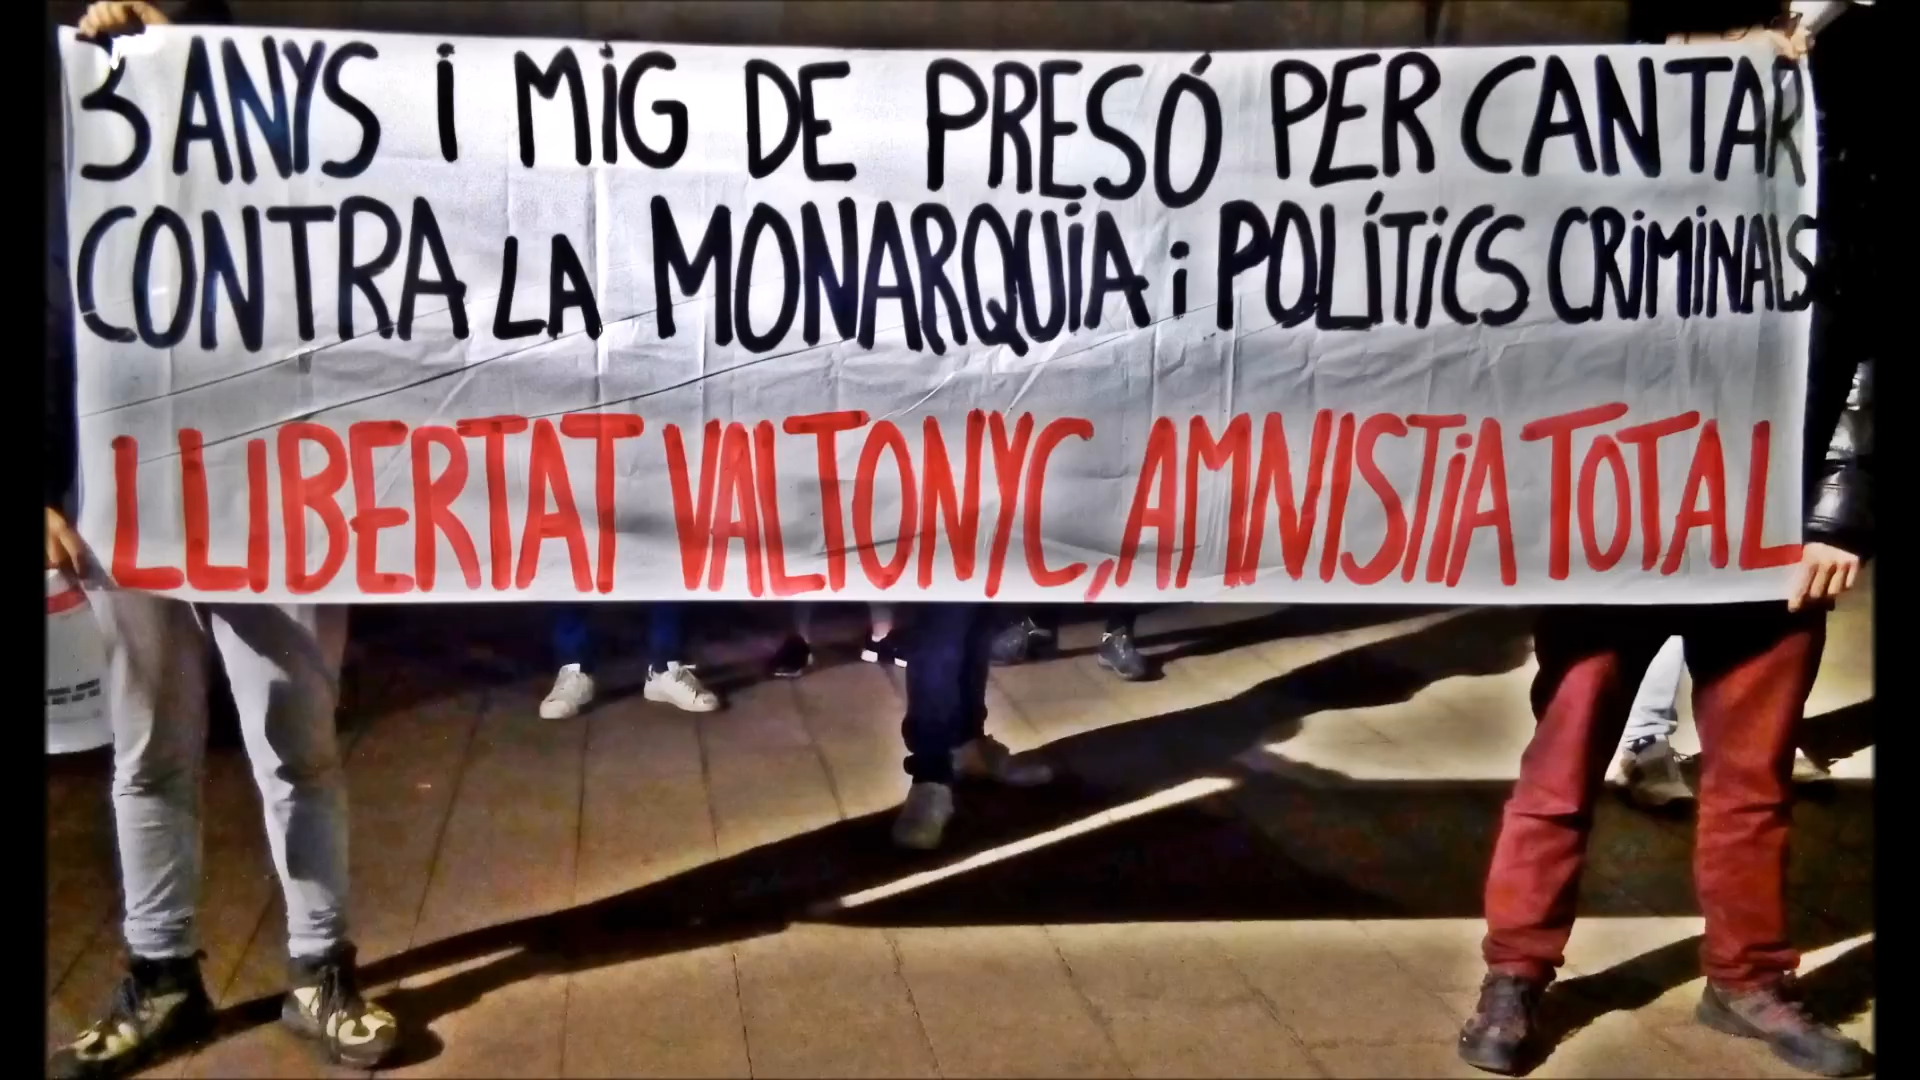 3 ANYS i MiG DE PRESÓ PER CANTAR
CONTRA LA MONARQUiA i POLÍTiCS CRiMiNALS
LLIBERTAT VALTONYC, AMNISTiA TOTAL